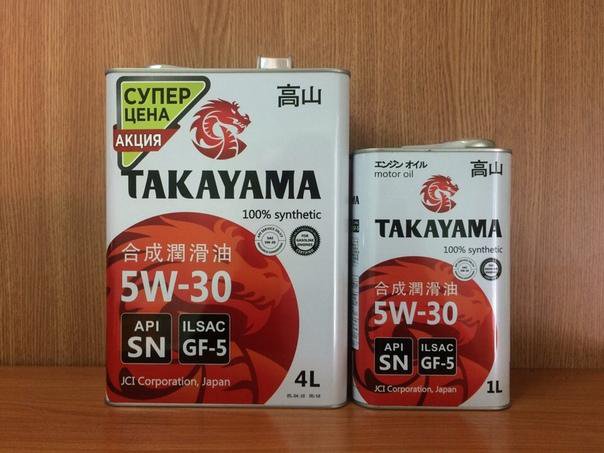 СУПЕР
ЦЕНА
АКЦИЯ
高山
TAKAYAMA
100% synthetic
合成潤滑油
5W-30
API
SN
ILSAC
GF-5
JCI Corporation, Japan
4L
エンジン オイル
motor oil
高山
TAKAYAMA
100% synthetic
合成潤滑油
5W-30
API
SN
ILSAC
GF-5
JCI Corporation, Japan
1L